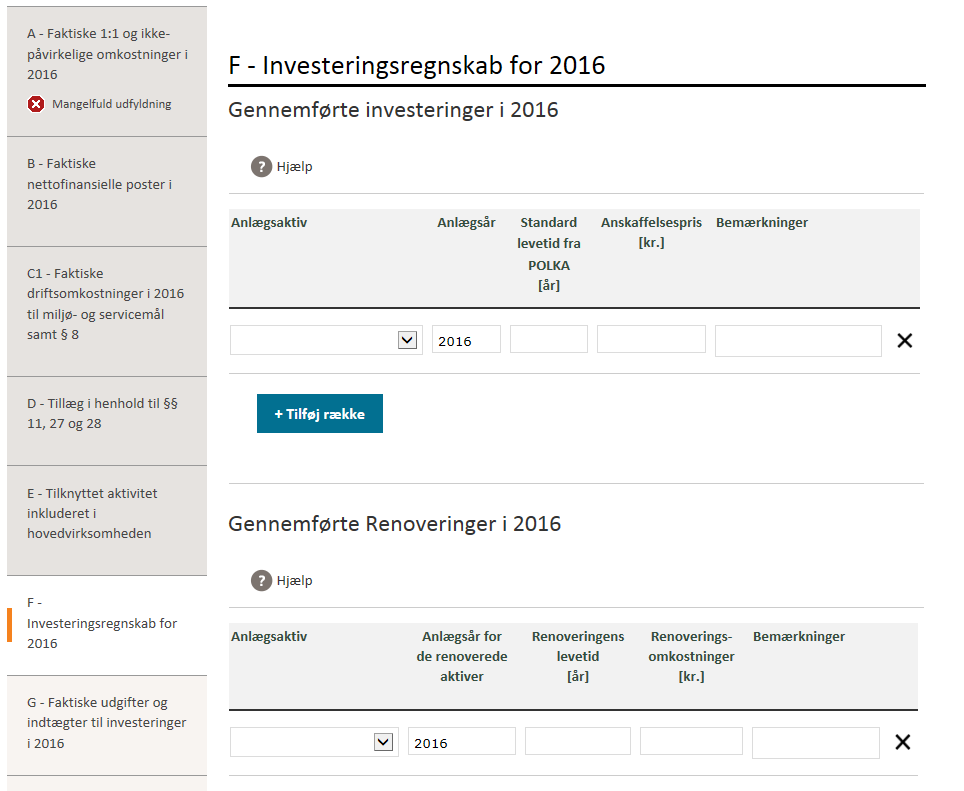 A - Faktiske 1:1 og ikke-
påvirkelige omkostninger i
2016
Mangelfuld udfyldning
B - Faktiske
nettofinansielle poster i
2016
C1 - Faktiske
driftsomkostninger i 2016
til miljø- og servicemål
samt § 8
D - Tillæg i henhold til §§
11, 27 og 28
E - Tilknyttet aktivitet
inkluderet i
hovedvirksomheden
F -
Investeringsregnskab for
2016
G - Faktiske udgifter og
indtægter til investeringer
i 2016
F - Investeringsregnskab for 2016
Gennemførte investeringer i 2016
? Hjælp
Anlægsaktiv
Anlægsår
Standard
levetid fra
POLKA
[år]
Anskaffelsespris
[kr.]
Bemærkninger
2016
+ Tilføj række
Gennemførte Renoveringer i 2016
? Hjælp
Anlægsaktiv
Anlægsår for
de renoverede
aktiver
Renoveringens
levetid
[år]
Renoverings-
omkostninger
[kr.]
Bemærkninger
2016